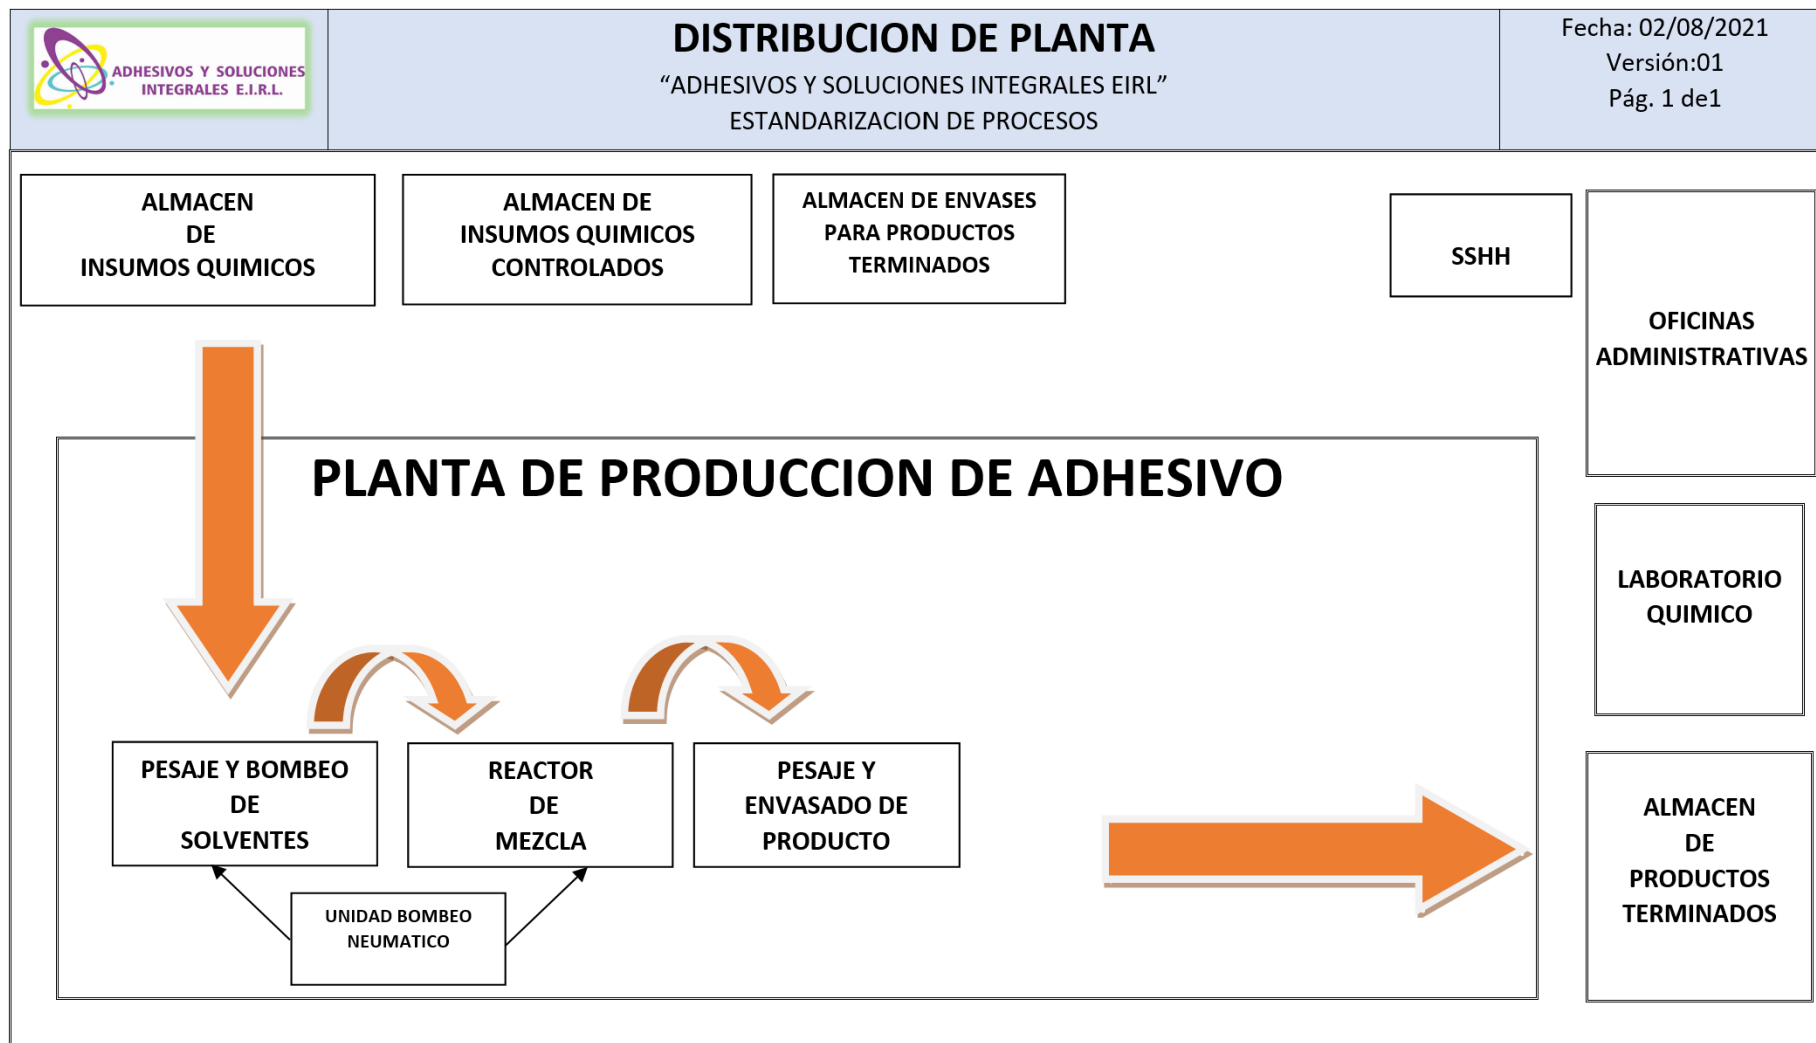 ADHESIVOS Y SOLUCIONES
INTEGRALES E.I.R.L.
DISTRIBUCION DE PLANTA
“ADHESIVOS Y SOLUCIONES INTEGRALES EIRL”
ESTANDARIZACION DE PROCESOS
Fecha: 02/08/2021
Versión:01
Pág. 1 de1
ALMACEN
DE
INSUMOS QUIMICOS
ALMACEN DE
INSUMOS QUIMICOS
CONTROLADOS
ALMACEN DE ENVASES
PARA PRODUCTOS
TERMINADOS
SSHH
OFICINAS
ADMINISTRATIVAS
PLANTA DE PRODUCCION DE ADHESIVO
LABORATORIO
QUIMICO
PESAJE Y BOMBEO
DE
SOLVENTES
REACTOR
DE
MEZCLA
PESAJE Y
ENVASADO DE
PRODUCTO
ALMACEN
DE
PRODUCTOS
TERMINADOS
UNIDAD BOMBEO
NEUMATICO